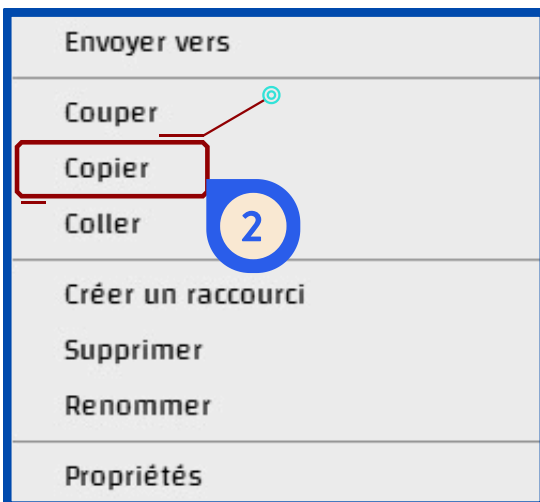 Envoyer vers
Couper
Copier
Coller
2
Créer un raccourci
Supprimer
Renommer
Propriétés